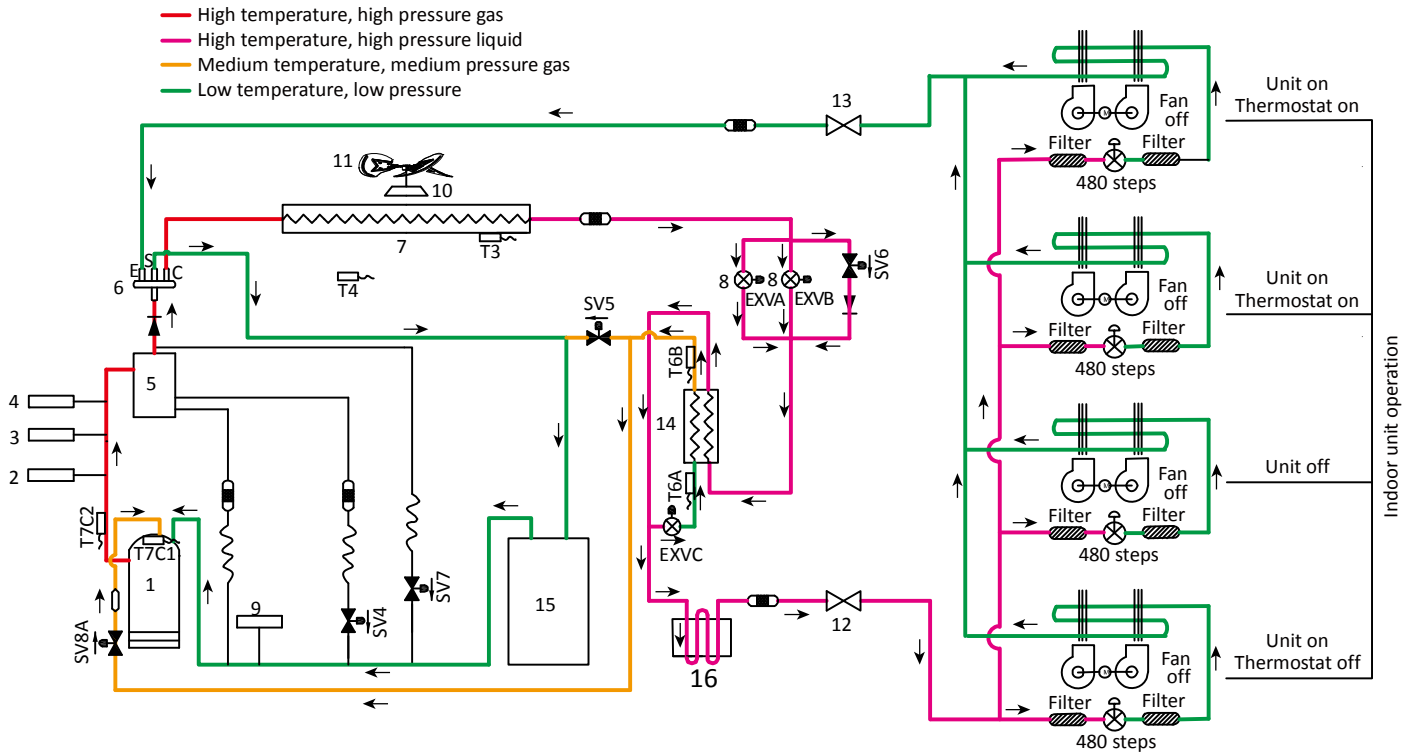 High temperature, high pressure gas
High temperature, high pressure liquid
Medium temperature, medium pressure gas
Low temperature, low pressure
13
11
10
7
T3
T4
E
S
C
6
8
EXVA
8
EXVB
SV6
SV5
T6B
14
T6A
EXVC
5
4
3
2
T7C2
T7C1
1
SV8A
9
SV4
SV7
15
16
12
Fan
off
Filter
Filter
M
480 steps
Unit on
Thermostat on
Fan
off
Filter
Filter
M
480 steps
Unit on
Thermostat on
Fan
off
Filter
Filter
M
480 steps
Unit off
Fan
off
Filter
Filter
M
480 steps
Unit on
Thermostat off
Indoor unit operation